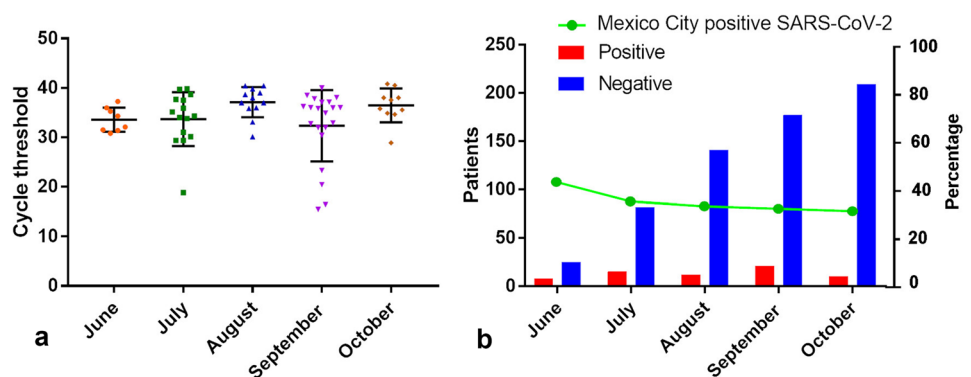 Cycle threshold
50
40
30
20
10
0
June
July
August
September
October
a
Mexico City positive SARS-CoV-2
Positive
Negative
Patients
250
200
150
100
50
0
Percentage
100
80
60
40
20
0
June
July
August
September
October
b